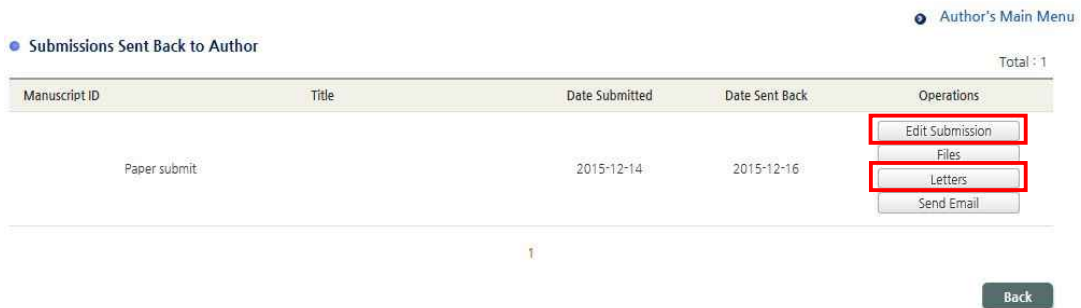 Author's Main Menu
Submissions Sent Back to Author
Total : 1
Manuscript ID Title Date Submitted Date Sent Back Operations
Edit Submission
Files
Paper submit 2015-12-14 2015-12-16
Letters
Send Email
1
Back